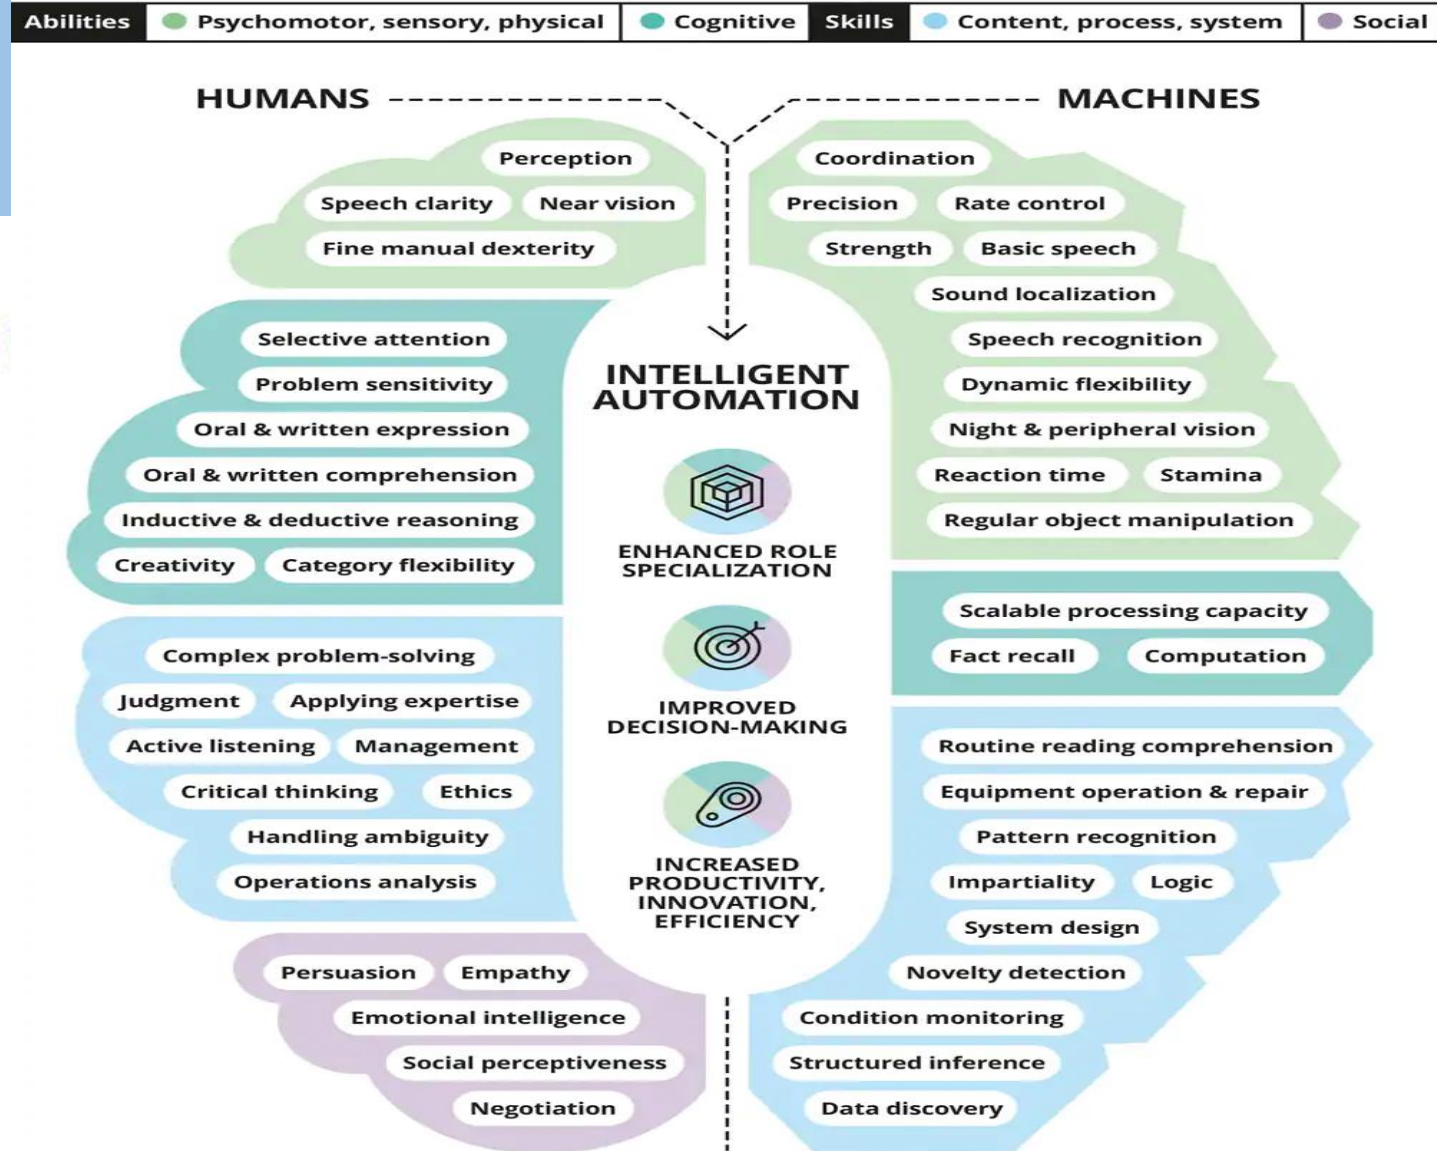 Abilities Psychomotor, sensory, physical Cognitive Skills Content, process, system Social
HUMANS
MACHINES
Perception
Speech clarity Near vision
Fine manual dexterity
Selective attention
Problem sensitivity
Oral & written expression
Oral & written comprehension
Inductive & deductive reasoning
Creativity Category flexibility
Complex problem-solving
Judgment Applying expertise
Active listening Management
Critical thinking Ethics
Handling ambiguity
Operations analysis
Persuasion Empathy
Emotional intelligence
Social perceptiveness
Negotiation
INTELLIGENT
AUTOMATION
ENHANCED ROLE
SPECIALIZATION
IMPROVED
DECISION-MAKING
INCREASED
PRODUCTIVITY,
INNOVATION,
EFFICIENCY
Coordination
Precision Rate control
Strength Basic speech
Sound localization
Speech recognition
Dynamic flexibility
Night & peripheral vision
Reaction time Stamina
Regular object manipulation
Scalable processing capacity
Fact recall Computation
Routine reading comprehension
Equipment operation & repair
Pattern recognition
Impartiality Logic
System design
Novelty detection
Condition monitoring
Structured inference
Data discovery